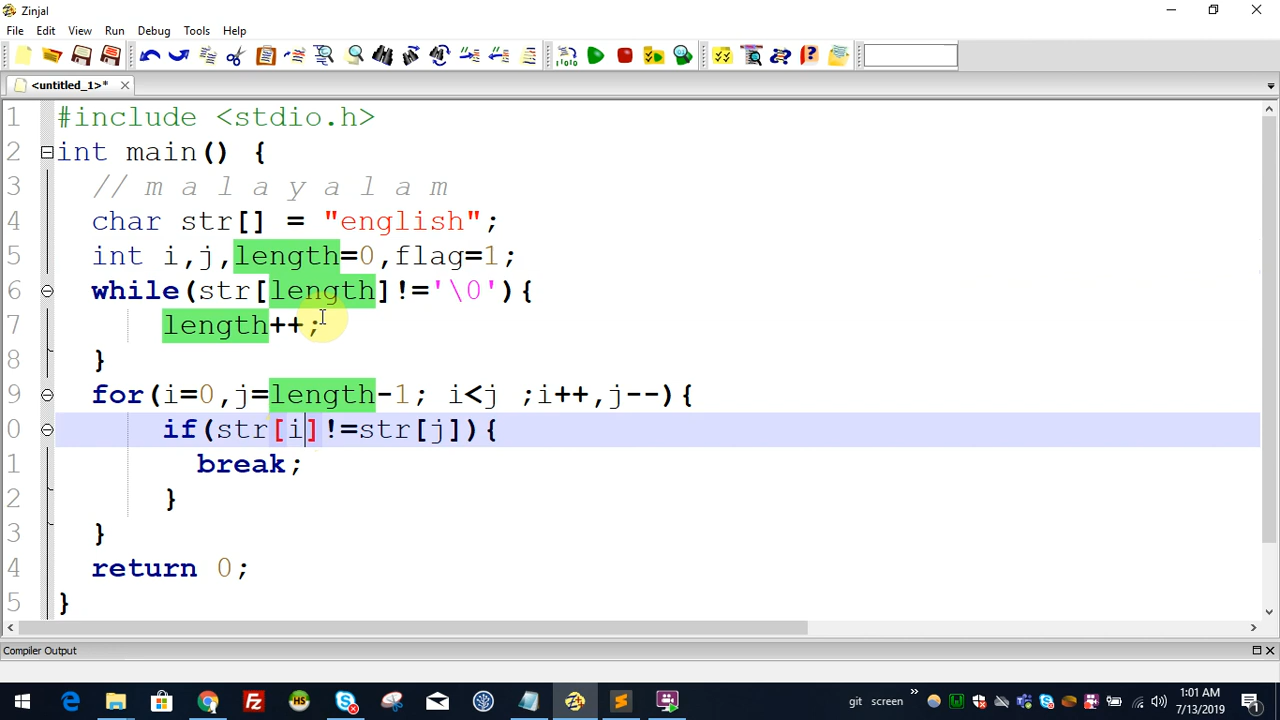 Zinjal
File Edit View Run Debug Tools Help
<untitled_1>*
1 #include <stdio.h>
2 int main() {
3 // m a l a y a l a m
4 char str[] = "english";
5 int i,j,length=0,flag=1;
6 while(str[length]!='\0'){
7 length++;
8 }
9 for(i=0,j=length-1; i<j ;i++,j--){
0 if(str[i]!=str[j]){
1 break;
2 }
3 }
4 return 0;
5 }
Compiler Output
git screen » 1:01 AM
7/13/2019